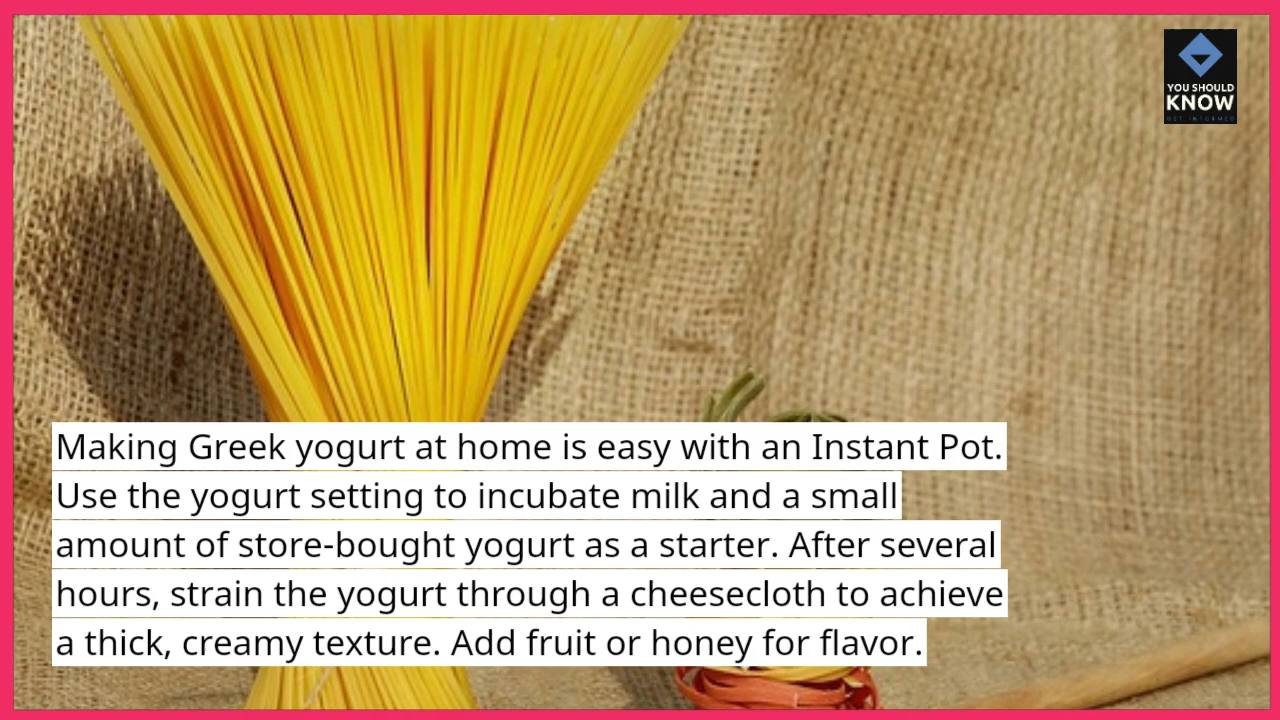 YOU SHOULD
KNOW
GET INFORMED
Making Greek yogurt at home is easy with an Instant Pot.
Use the yogurt setting to incubate milk and a small
amount of store-bought yogurt as a starter. After several
hours, strain the yogurt through a cheesecloth to achieve
a thick, creamy texture. Add fruit or honey for flavor.